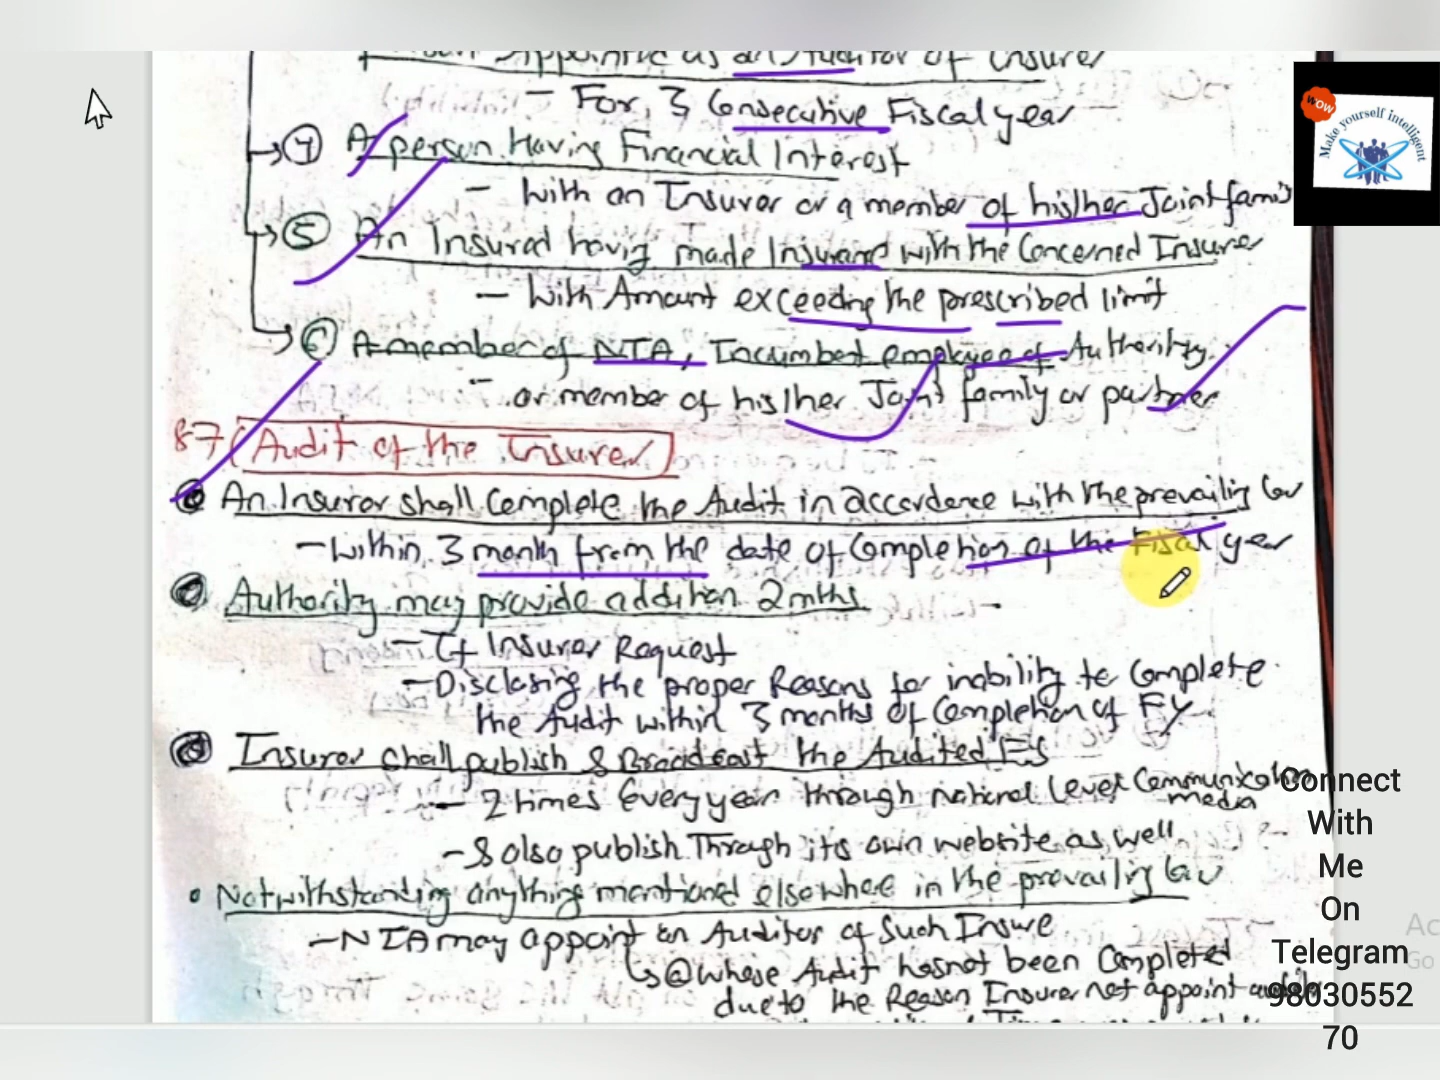 Appointed as an Auditor of Insurer
- For 3 Consecutive Fiscal year
→ 4 A person Having Financial Interest
- With an Insurer or a member of his/her Joint family
→ 5 An Insured having made Insurance with the Concerned Insurer
- With Amount exceeding the prescribed limit
→ 6 A member of NIA, Incumbent employee of Authority
- or member of his/her Joint family or partner
87 Audit of the Insurer
An Insurer shall Complete the Audit in accordance with the prevailing law
- Within 3 month from the date of Completion of the Fiscal year
Authority may provide addition 2 mths
- If Insurer Request
- Disclosing the proper Reasons for inability to Complete
the Audit within 3 months of Completion of FY
Insurer shall publish & Broadcast the Audited F.S
- 2 times Every year through national Level Communication
media
- & also publish Through its own website as well
• Notwithstanding anything mentioned elsewhere in the prevailing law
- NIA may appoint an Auditor of Such Insurer
↳ @ whose Audit has not been Completed
due to the Reason Insurer not appoint
WOW
Make yourself intelligent
Connect
With
Me
On
Telegram
98030552
70
Ac
Go